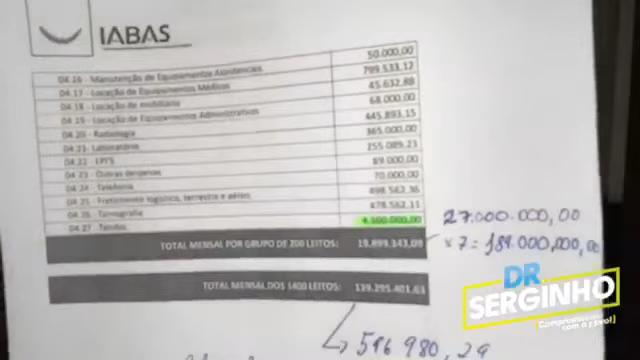 IABAS
04.16 - Manutenção de Equipamentos Assistenciais 50.000,00
04.17 - Locação de Equipamentos Médicos 799.533,12
04.18 - Locação de mobiliário 45.632,88
04.19 - Locação de Equipamentos Administrativos 68.000,00
04.20 - Radiologia 445.893,15
04.21 - Laboratório 365.000,00
04.22 - EPI'S 255.089,23
04.23 - Outras despesas 89.000,00
04.24 - Telefonia 70.000,00
04.25 - Fretamento logístico, terrestre e aéreo 498.562,36
04.26 - Tomografia 478.562,11
04.27 - Tendas 4.500.000,00
27.000.000,00
TOTAL MENSAL POR GRUPO DE 200 LEITOS: 19.899.343,09
x 7 = 189.000.000,00
TOTAL MENSAL DOS 1400 LEITOS: 139.295.401,63
596 980,29
DR
SERGINHO
Compromisso com o povo!